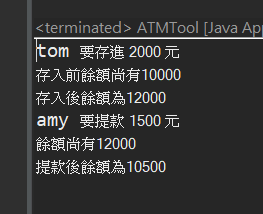 <terminated> ATMTool [Java App
tom 要存進 2000 元
存入前餘額尚有10000
存入後餘額為12000
amy 要提款 1500 元
餘額尚有12000
提款後餘額為10500